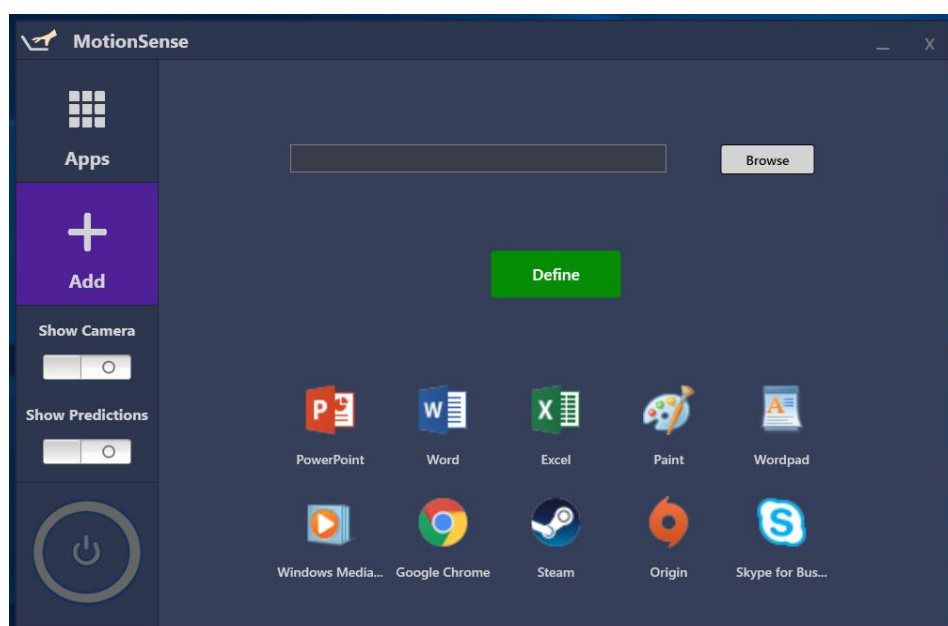 MotionSense
_ X
Apps
Browse
Add
Define
Show Camera
Show Predictions
PowerPoint Word Excel Paint Wordpad
Windows Media... Google Chrome Steam Origin Skype for Bus...